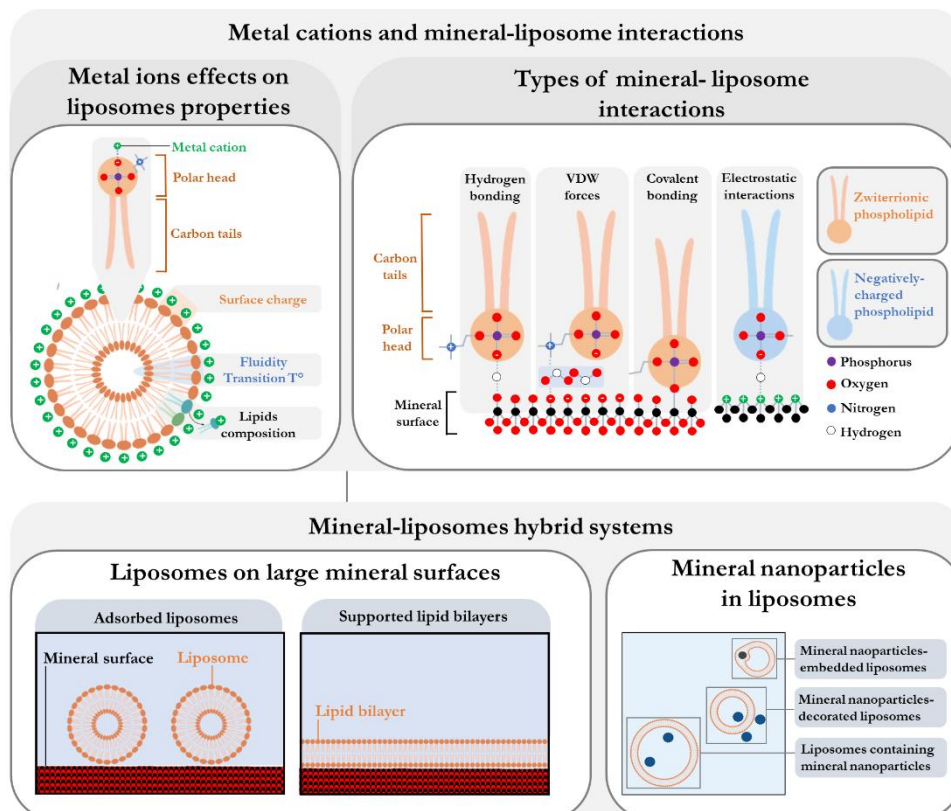 Metal cations and mineral-liposome interactions
Metal ions effects on
liposomes properties
Metal cation
Polar head
Carbon tails
Surface charge
Fluidity
Transition T°
Lipids
composition
Types of mineral- liposome
interactions
Hydrogen
bonding
VDW
forces
Covalent
bonding
Electrostatic
interactions
Carbon
tails
Polar
head
Mineral
surface
Zwiterrionic
phospholipid
Negatively-
charged
phospholipid
Phosphorus
Oxygen
Nitrogen
Hydrogen
Mineral-liposomes hybrid systems
Liposomes on large mineral surfaces
Adsorbed liposomes
Mineral surface
Liposome
Supported lipid bilayers
Lipid bilayer
Mineral nanoparticles
in liposomes
Mineral naoparticles-
embedded liposomes
Mineral nanoparticles-
decorated liposomes
Liposomes containing
mineral nanoparticles